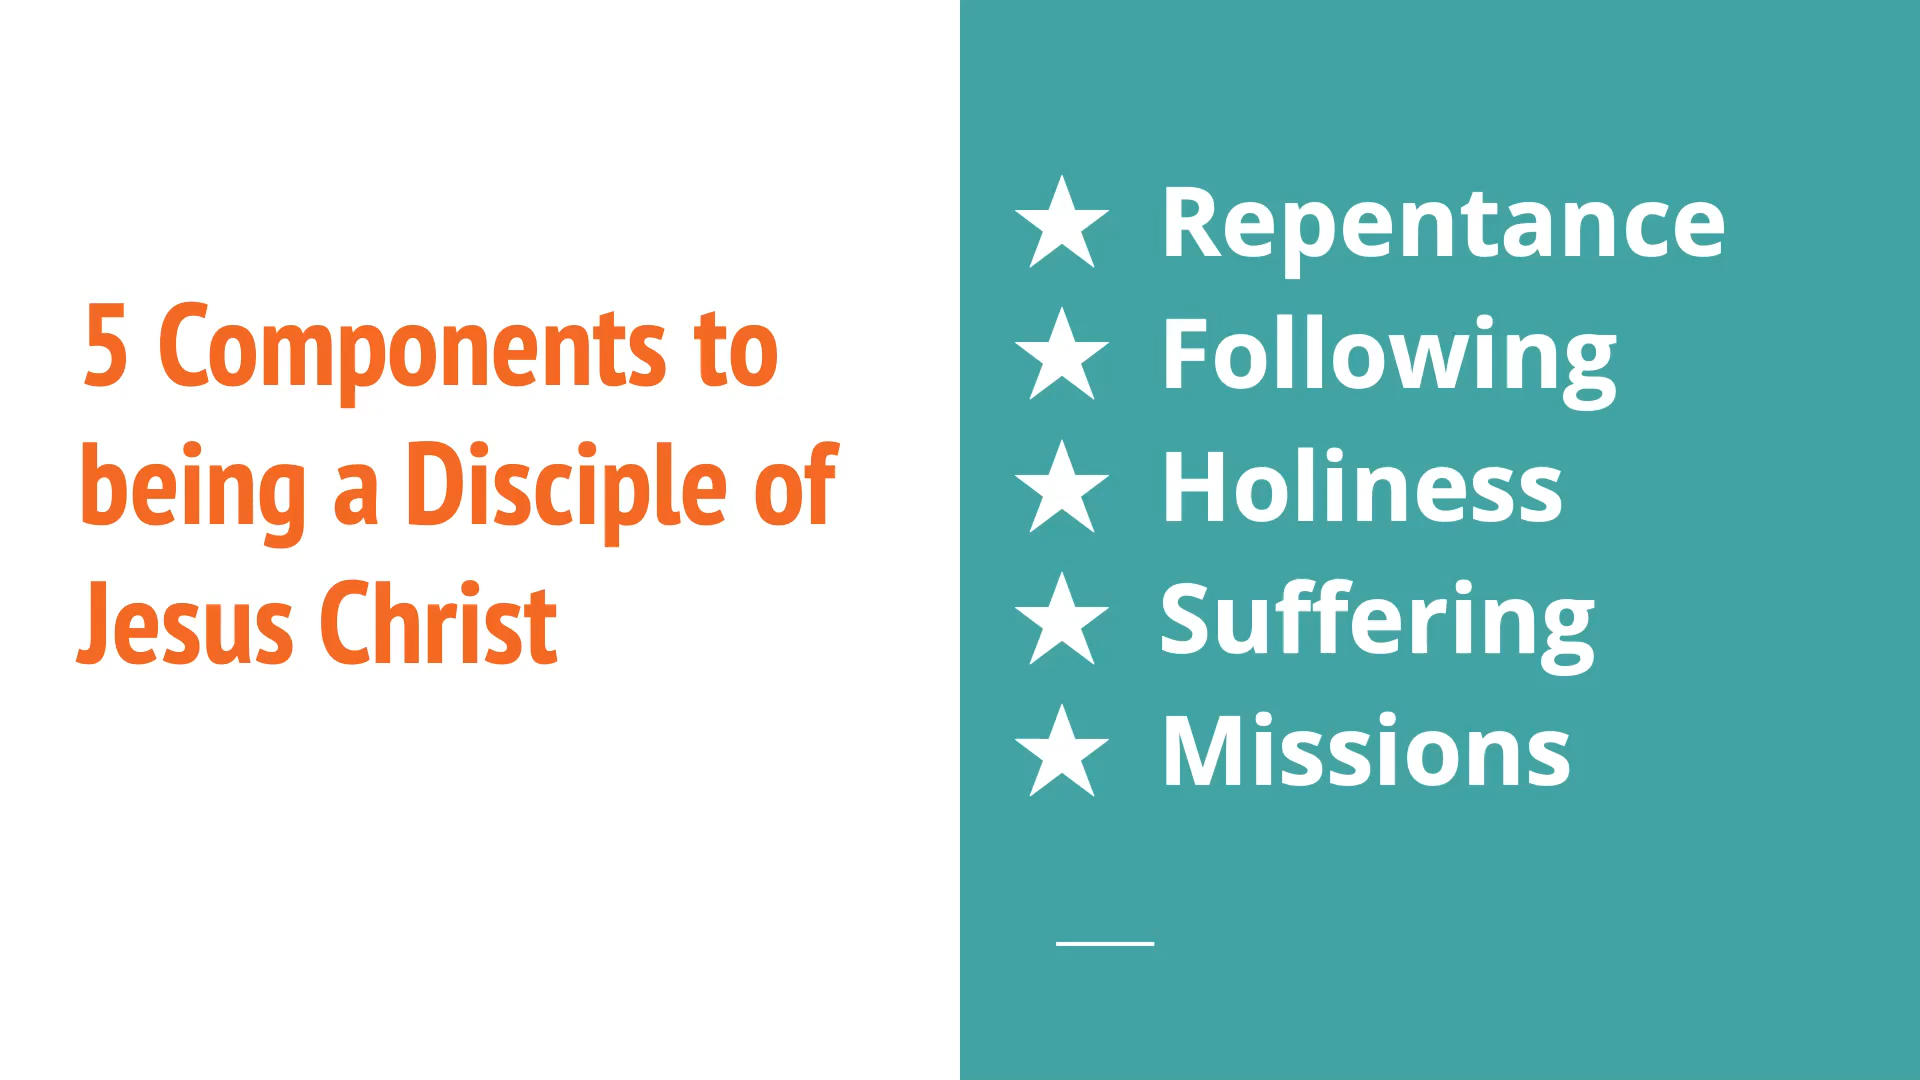 5 Components to
being a Disciple of
Jesus Christ
Repentance
Following
Holiness
Suffering
Missions